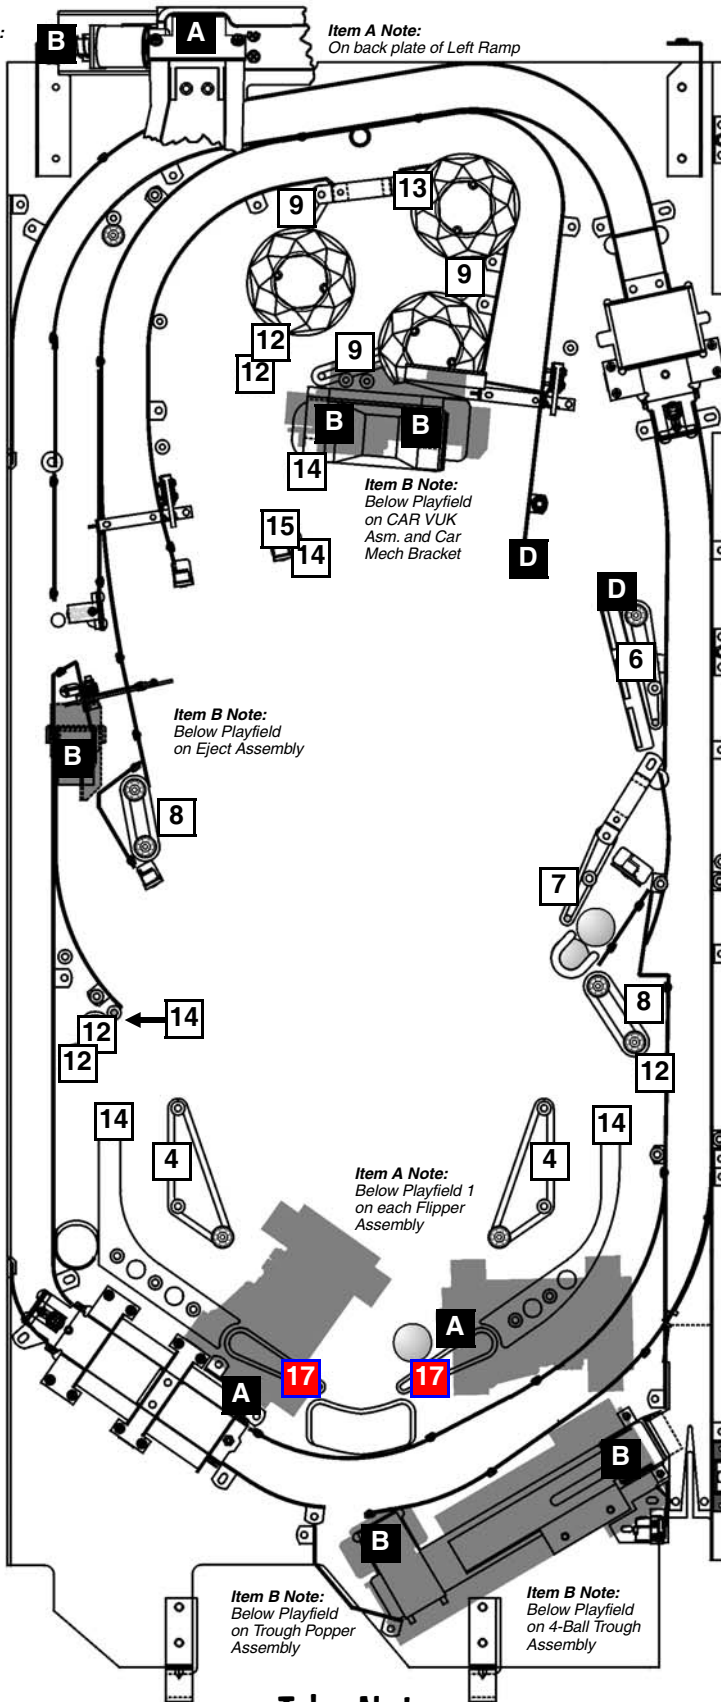 :
B
A
Item A Note:
On back plate of Left Ramp
13
9
9
12
9
12
B
B
14
Item B Note:
Below Playfield
on CAR VUK
Asm. and Car
Mech Bracket
15
14
D
D
6
Item B Note:
Below Playfield
on Eject Assembly
B
8
7
8
14
12
12
12
14
14
4
4
Item A Note:
Below Playfield 1
on each Flipper
Assembly
A
17
17
A
B
B
Item B Note:
Below Playfield
on Trough Popper
Assembly
Item B Note:
Below Playfield
on 4-Ball Trough
Assembly